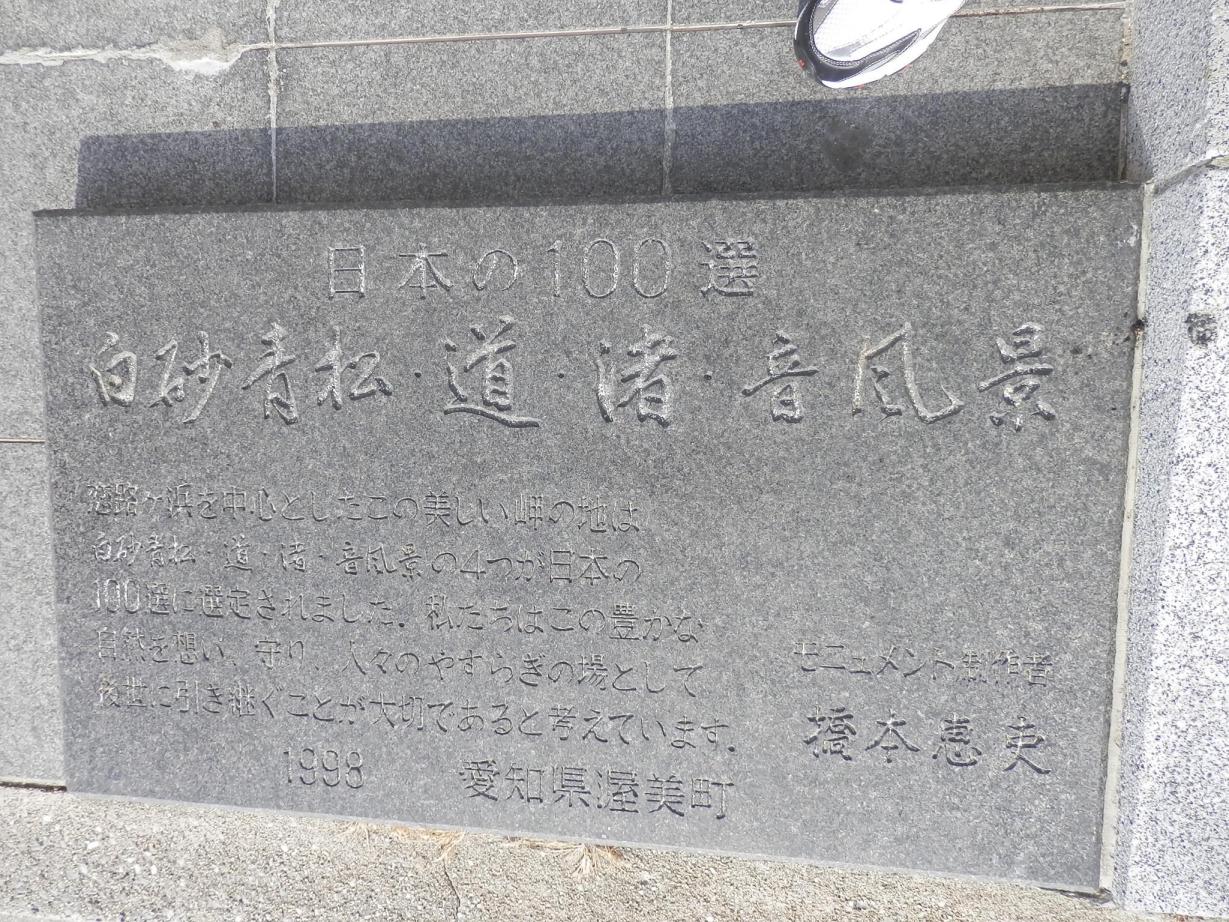 日本の100選
白砂青松・道・渚・音風景
恋路ヶ浜を中心としたこの美しい岬の地は
白砂青松・道・渚・音風景の4つが日本の
100選に選定されました。私たちはこの豊かな
自然を想い、守り、人々のやすらぎの場として
後世に引き継ぐことが大切であると考えています。
1998 愛知県渥美町
モニュメント制作者
橋本恵吏